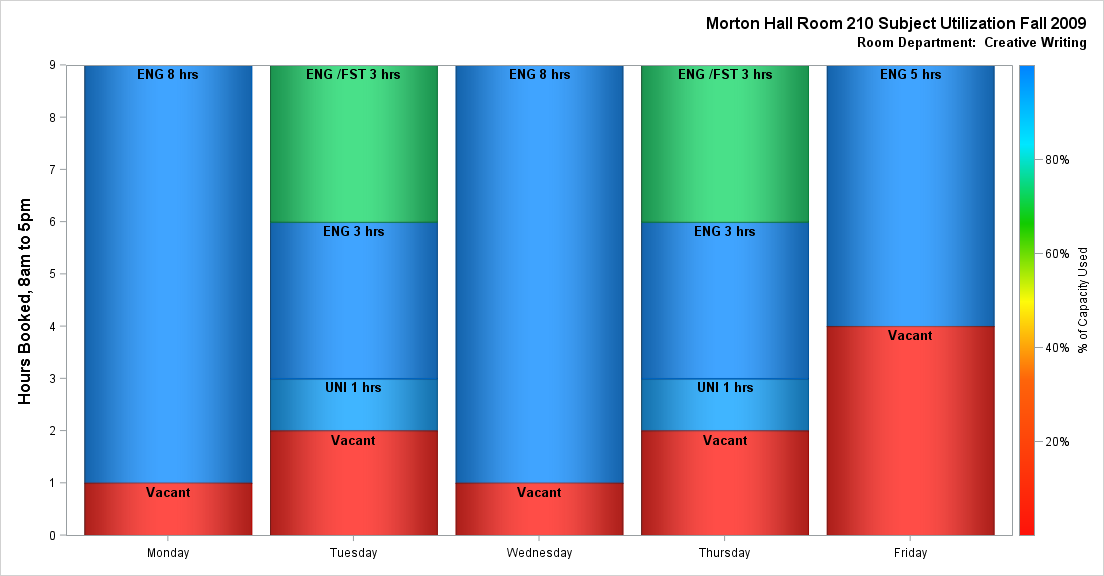 Morton Hall Room 210 Subject Utilization Fall 2009
Room Department:  Creative Writing
Hours Booked, 8am to 5pm
9
8
7
6
5
4
3
2
1
0
ENG 8 hrs
Vacant
ENG /FST 3 hrs
ENG 3 hrs
UNI 1 hrs
Vacant
ENG 8 hrs
Vacant
ENG /FST 3 hrs
ENG 3 hrs
UNI 1 hrs
Vacant
ENG 5 hrs
Vacant
Monday
Tuesday
Wednesday
Thursday
Friday
80%
60%
40%
20%
% of Capacity Used